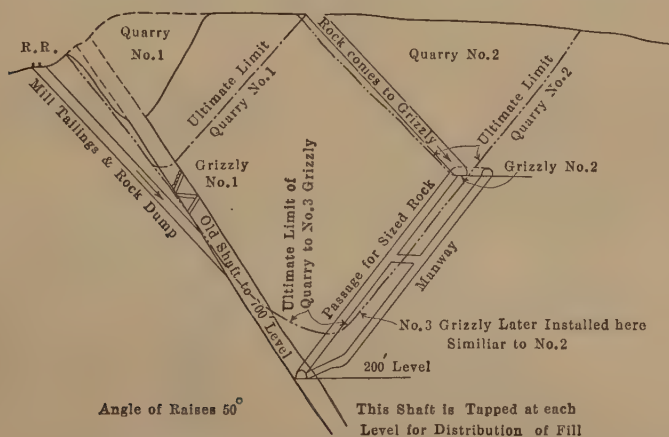 R.R.
Quarry
No.1
Ultimate Limit
Quarry No.1
Rock comes to Grizzly
Quarry No.2
Ultimate Limit
Quarry No.2
Mill Tailings & Rock Dump
Grizzly
No.1
Grizzly No.2
Old Shaft to 700' Level
Ultimate Limit of
Quarry to No.3 Grizzly
Passage for Sized Rock
Manway
No.3 Grizzly Later Installed here
Similiar to No.2
200' Level
Angle of Raises 50°
This Shaft is Tapped at each
Level for Distribution of Fill